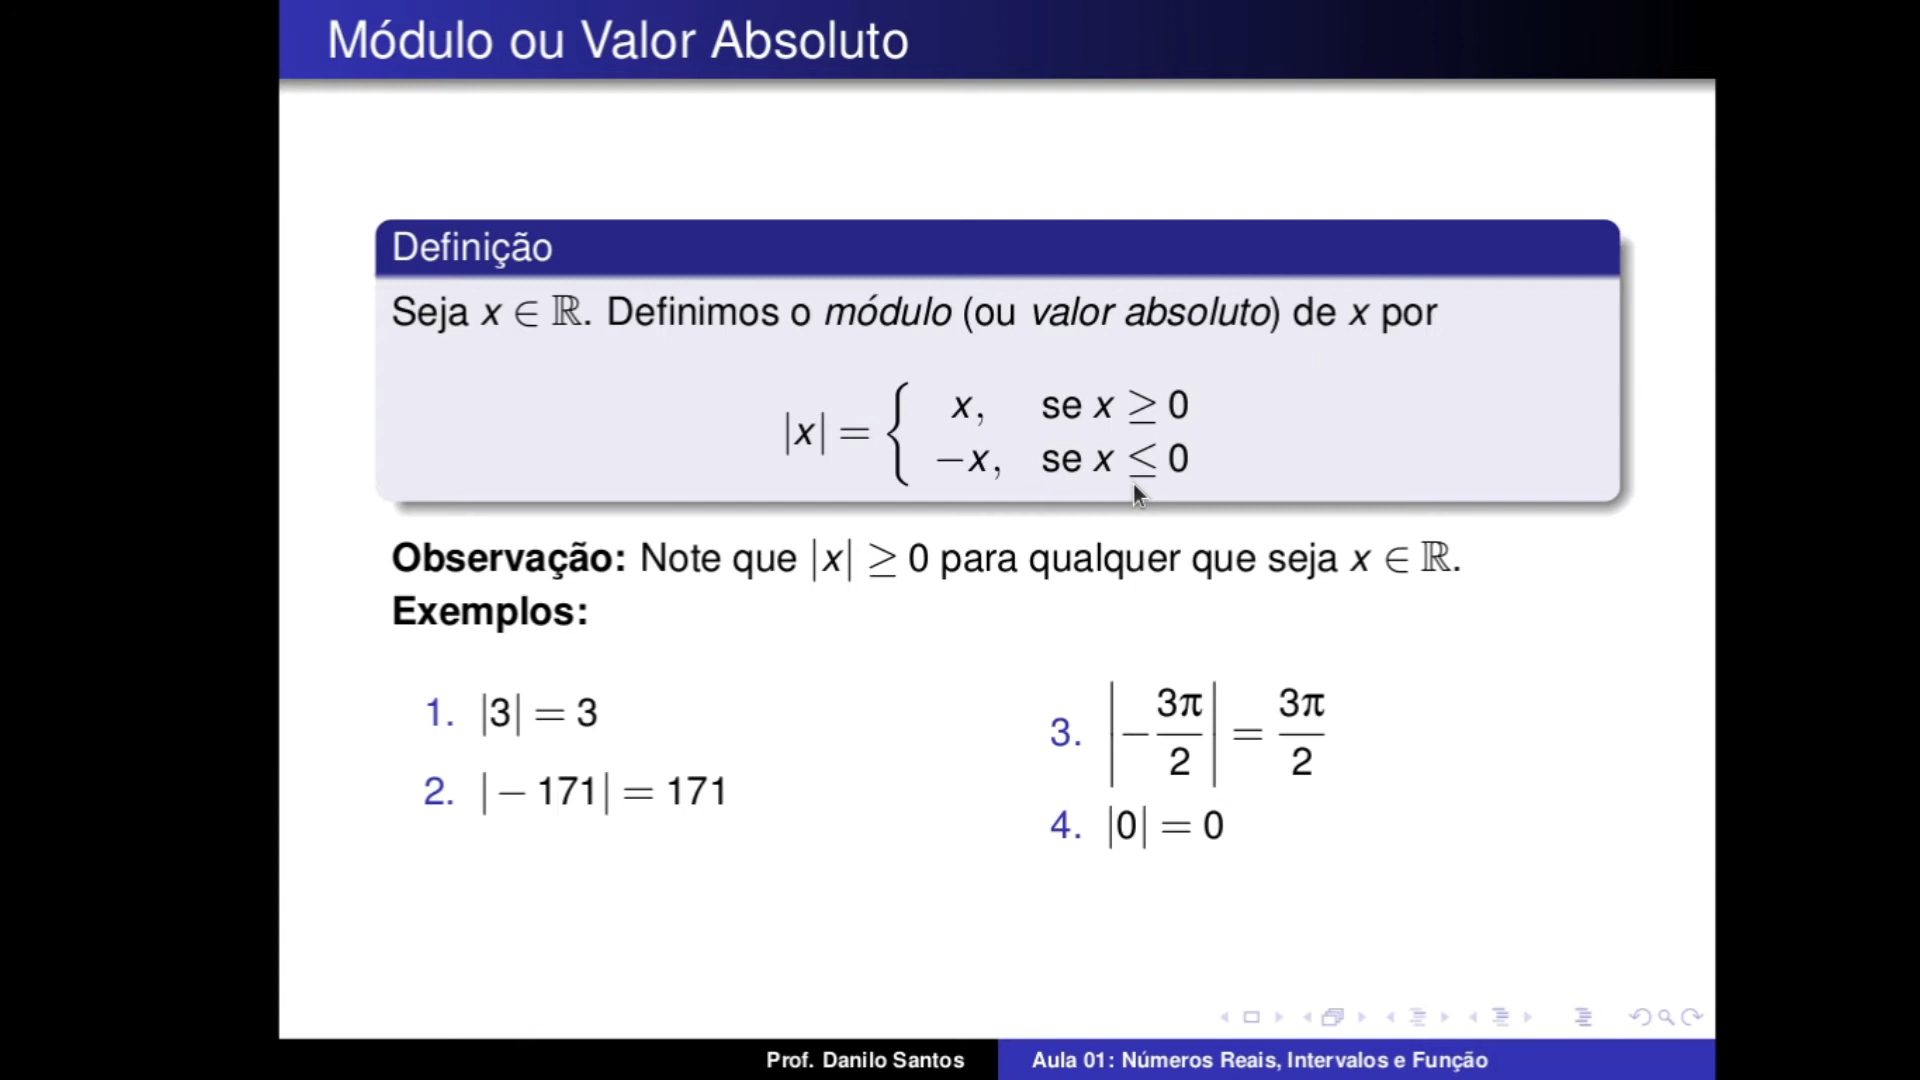 Módulo ou Valor Absoluto
Definição
Seja x ∈ ℝ. Definimos o módulo (ou valor absoluto) de x por
|x| = { x, se x ≥ 0
−x, se x ≤ 0
Observação: Note que |x| ≥ 0 para qualquer que seja x ∈ ℝ.
Exemplos:
1. |3| = 3
2. |− 171| = 171
3. |−3π/2| = 3π/2
4. |0| = 0
Prof. Danilo Santos
Aula 01: Números Reais, Intervalos e Função